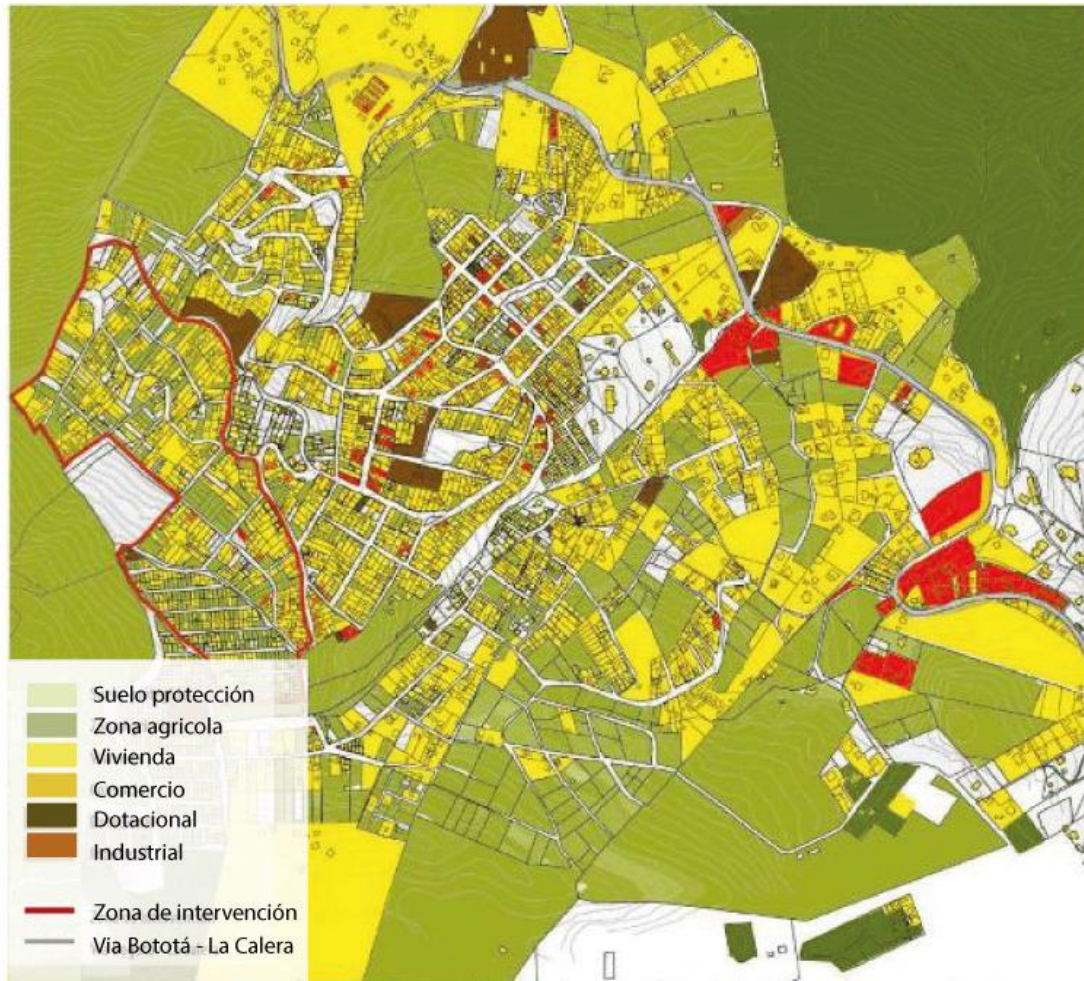 Suelo protección
Zona agricola
Vivienda
Comercio
Dotacional
Industrial
Zona de intervención
Via Bototá - La Calera